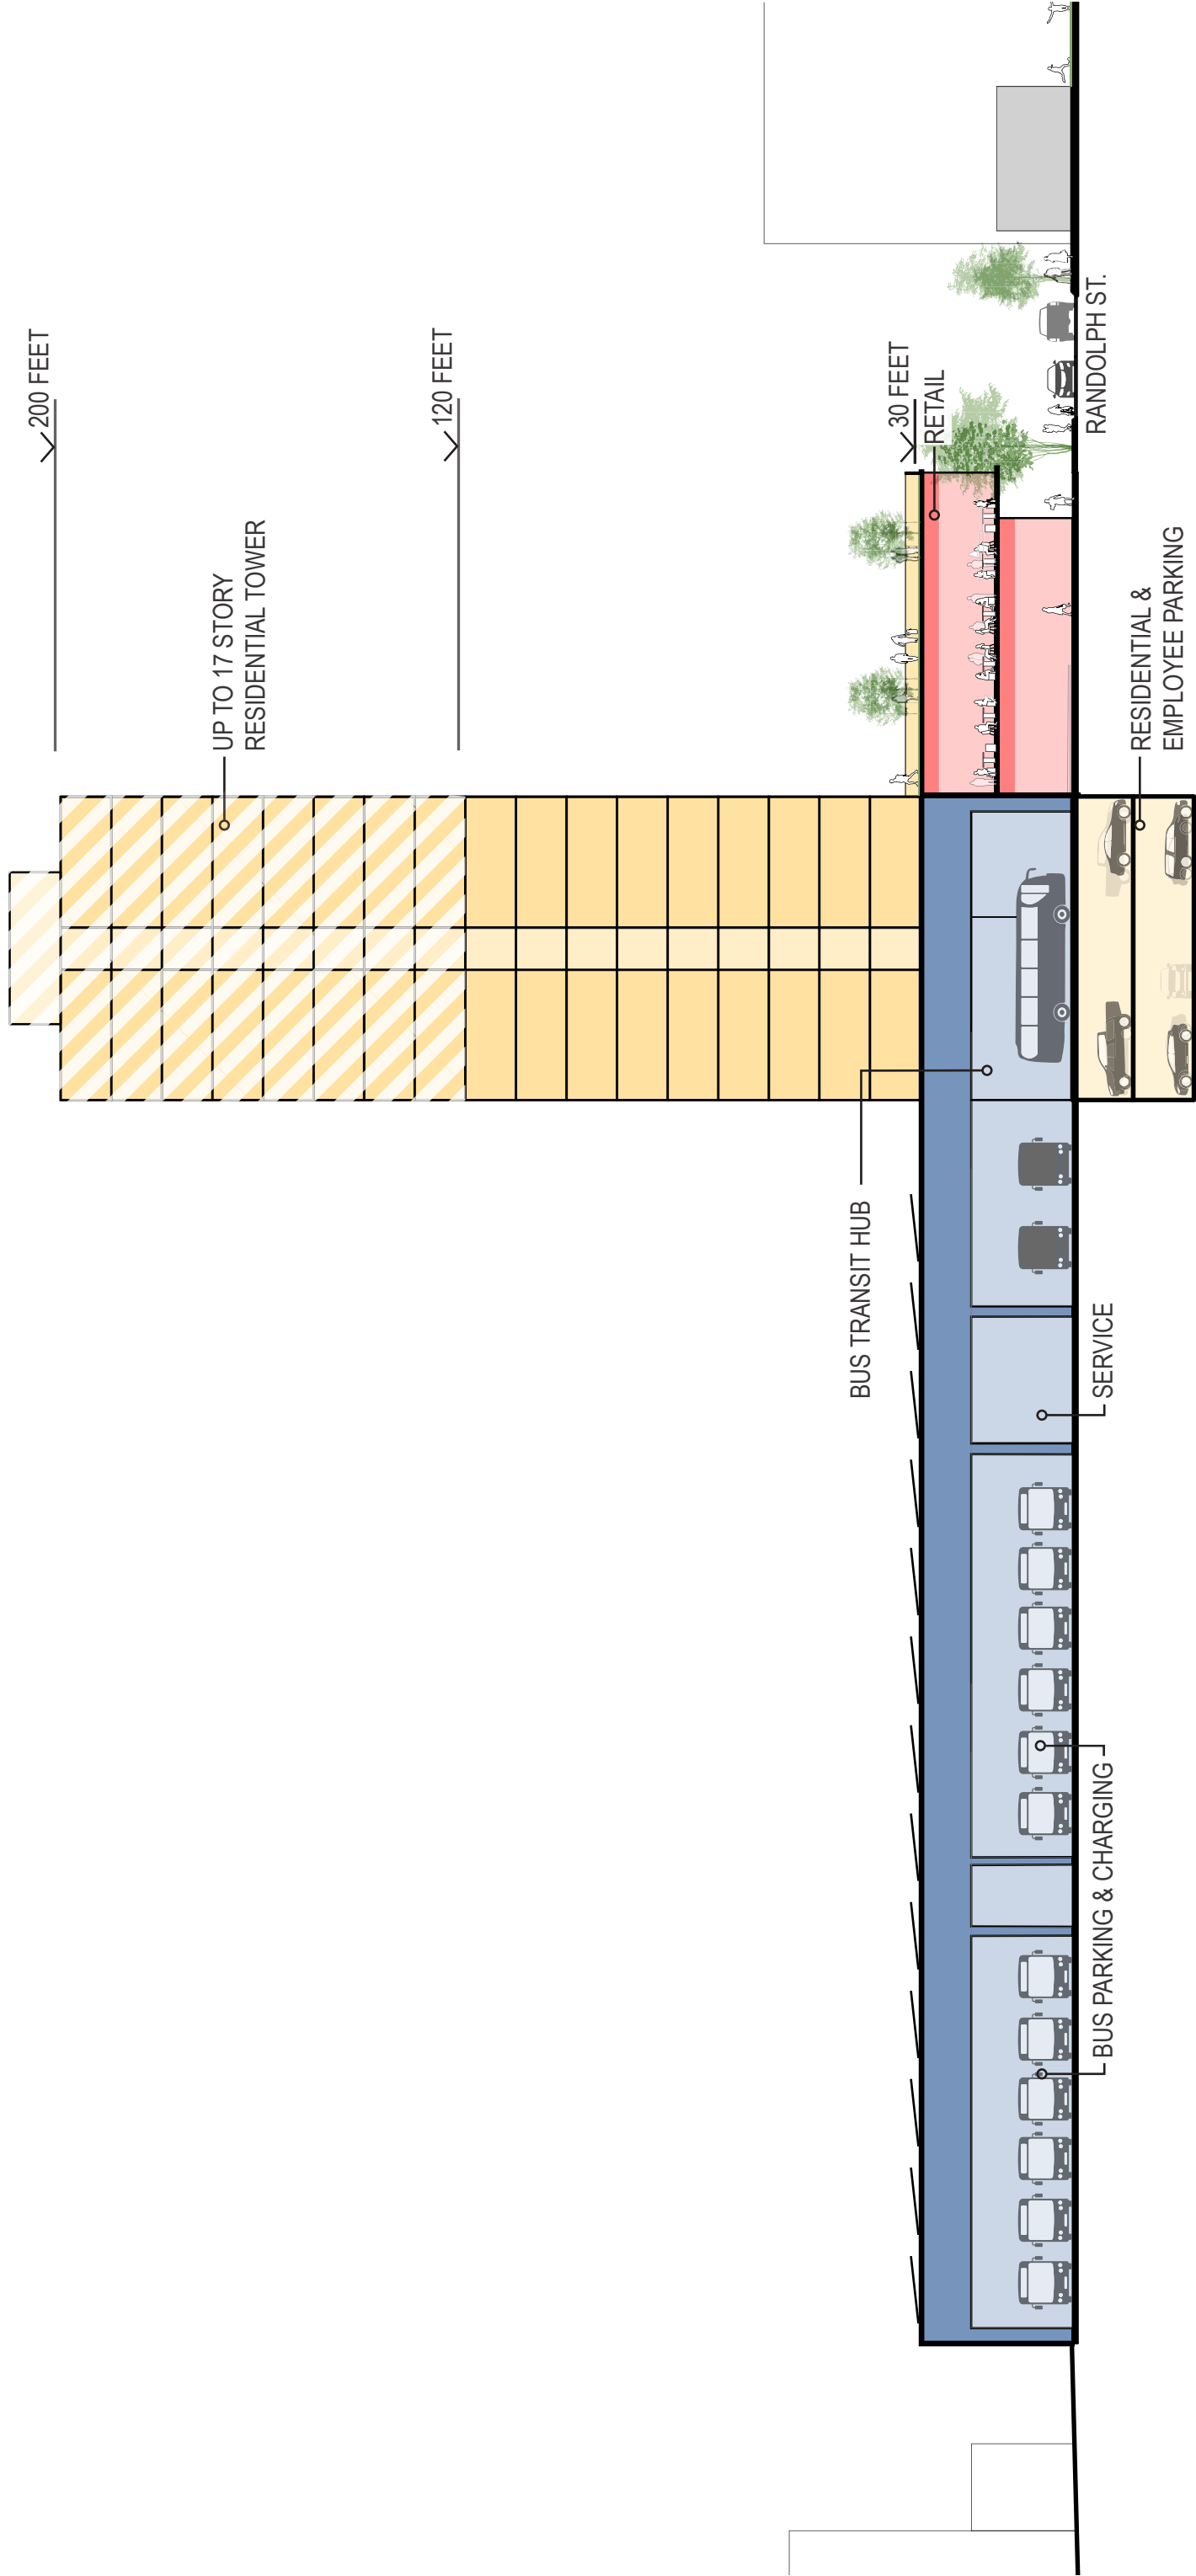 200 FEET
UP TO 17 STORY
RESIDENTIAL TOWER
120 FEET
30 FEET
RETAIL
BUS TRANSIT HUB
RANDOLPH ST.
SERVICE
BUS PARKING & CHARGING
RESIDENTIAL &
EMPLOYEE PARKING